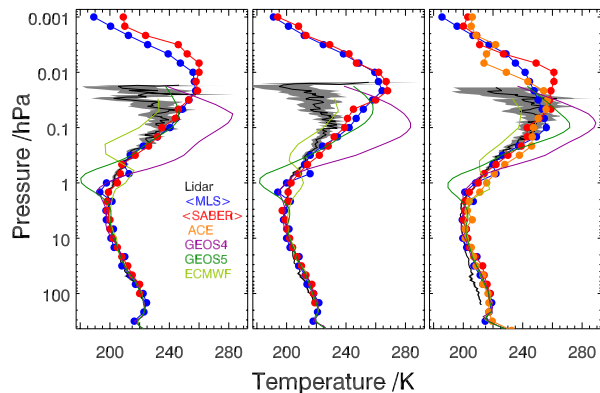 0.001
0.01
0.1
1
10
100
Pressure /hPa
Lidar
<MLS>
<SABER>
ACE
GEOS4
GEOS5
ECMWF
200 240 280 200 240 280 200 240 280
Temperature /K